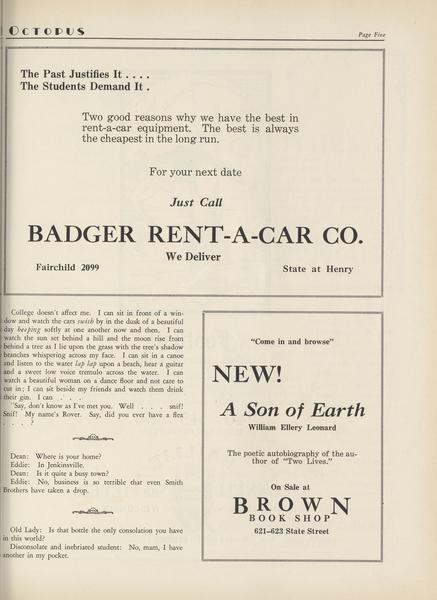 OCTOPUS
Page Five
The Past Justifies It . . . .
The Students Demand It .
Two good reasons why we have the best in
rent-a-car equipment. The best is always
the cheapest in the long run.
For your next date
Just Call
BADGER RENT-A-CAR CO.
We Deliver
Fairchild 2099
State at Henry
College doesn't affect me. I can sit in front of a win-
dow and watch the cars swish by in the dusk of a beautiful
day beeping softly at one another now and then. I can
watch the sun set behind a hill and the moon rise from
behind a tree as I lie upon the grass with the tree's shadow
branches whispering across my face. I can sit in a canoe
and listen to the water lap lap upon a beach, hear a guitar
and a sweet low voice tremulo across the water. I can
watch a beautiful woman on a dance floor and not care to
cut in; I can sit beside my friends and watch them drink
their gin. I can . . .
"Say, don't know as I've met you. Well . . . snif!
Snif! My name's Rover. Say, did you ever have a flea
. . . . ?
Dean: Where is your home?
Eddie: In Jenkinsville.
Dean: Is it quite a busy town?
Eddie: No, business is so terrible that even Smith
Brothers have taken a drop.
Old Lady: Is that bottle the only consolation you have
in this world?
Disconsolate and inebriated student: No, mam, I have
another in my pocket.
"Come in and browse"
NEW!
A Son of Earth
William Ellery Leonard
The poetic autobiography of the au-
thor of "Two Lives."
On Sale at
BROWN
BOOK SHOP
621-623 State Street